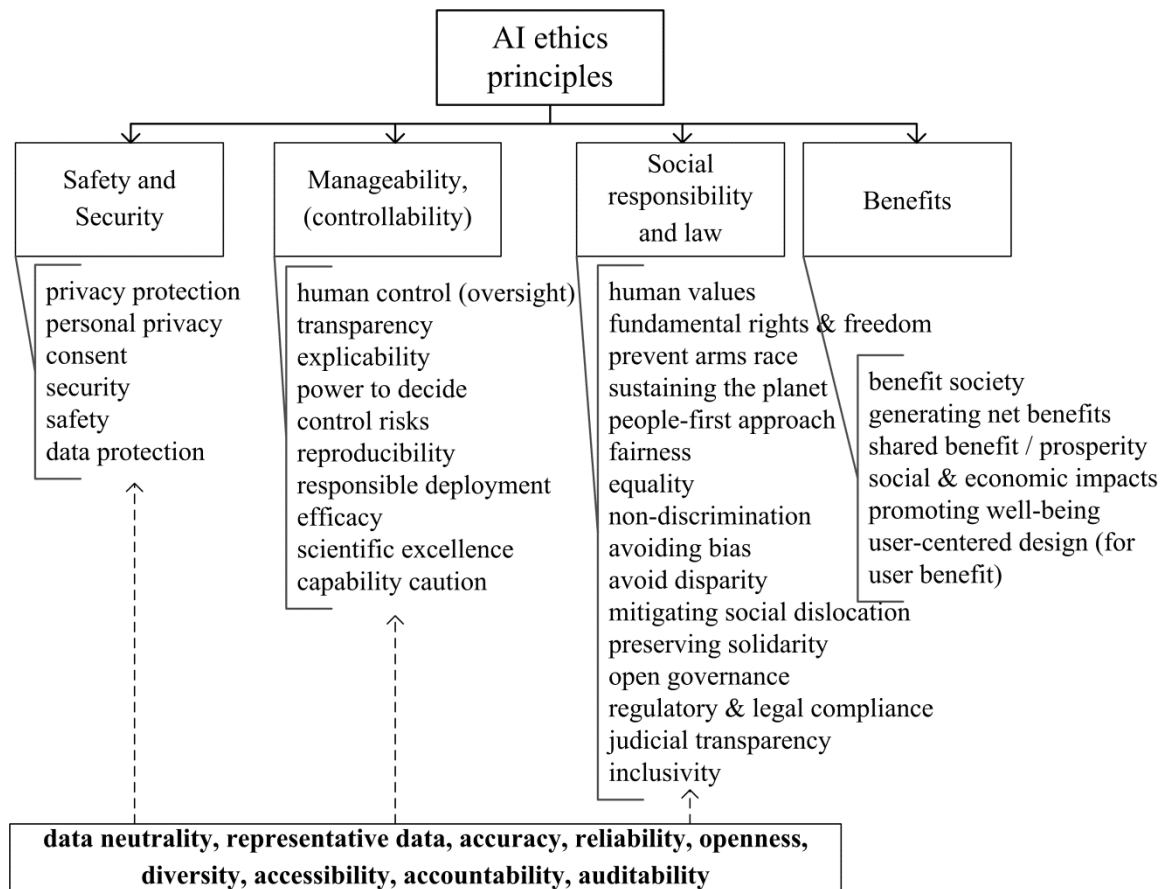 AI ethics
principles
Safety and
Security
privacy protection
personal privacy
consent
security
safety
data protection
Manageability,
(controllability)
human control (oversight)
transparency
explicability
power to decide
control risks
reproducibility
responsible deployment
efficacy
scientific excellence
capability caution
Social
responsibility
and law
human values
fundamental rights & freedom
prevent arms race
sustaining the planet
people-first approach
fairness
equality
non-discrimination
avoiding bias
avoid disparity
mitigating social dislocation
preserving solidarity
open governance
regulatory & legal compliance
judicial transparency
inclusivity
Benefits
benefit society
generating net benefits
shared benefit / prosperity
social & economic impacts
promoting well-being
user-centered design (for
user benefit)
data neutrality, representative data, accuracy, reliability, openness,
diversity, accessibility, accountability, auditability